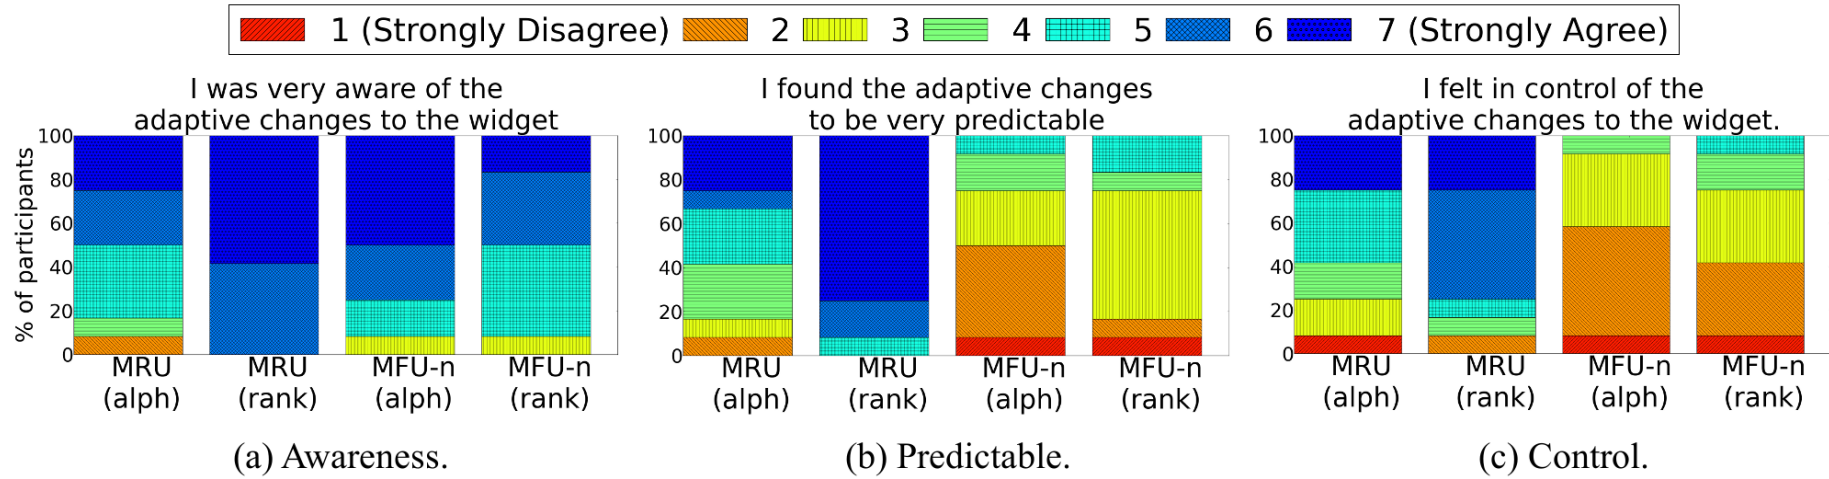 1 (Strongly Disagree) 2 3 4 5 6 7 (Strongly Agree)
I was very aware of the
adaptive changes to the widget
% of participants
100
80
60
40
20
0
MRU (alph)
MRU (rank)
MFU-n (alph)
MFU-n (rank)
(a) Awareness.
I found the adaptive changes
to be very predictable
100
80
60
40
20
0
MRU (alph)
MRU (rank)
MFU-n (alph)
MFU-n (rank)
(b) Predictable.
I felt in control of the
adaptive changes to the widget.
100
80
60
40
20
0
MRU (alph)
MRU (rank)
MFU-n (alph)
MFU-n (rank)
(c) Control.